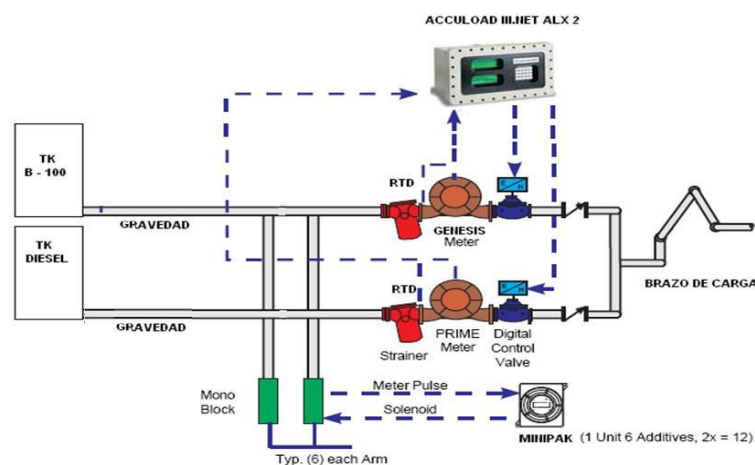 ACCULOAD III.NET ALX 2
TK
B - 100
RTD
GRAVEDAD
GENESIS
Meter
TK
DIESEL
BRAZO DE CARGA
RTD
GRAVEDAD
PRIME
Meter
Digital
Control
Valve
Strainer
Mono
Block
Meter Pulse
Solenoid
MINIPAK (1 Unit 6 Additives, 2x = 12)
Typ. (6) each Arm